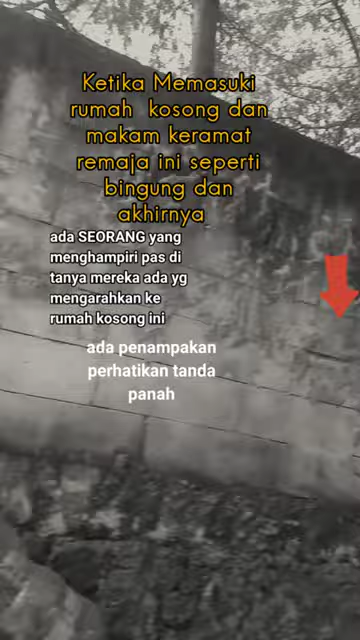 Ketika Memasuki
rumah kosong dan
makam keramat
remaja ini seperti
bingung dan
akhirnya
ada SEORANG yang
menghampiri pas di
tanya mereka ada yg
mengarahkan ke
rumah kosong ini
ada penampakan
perhatikan tanda
panah